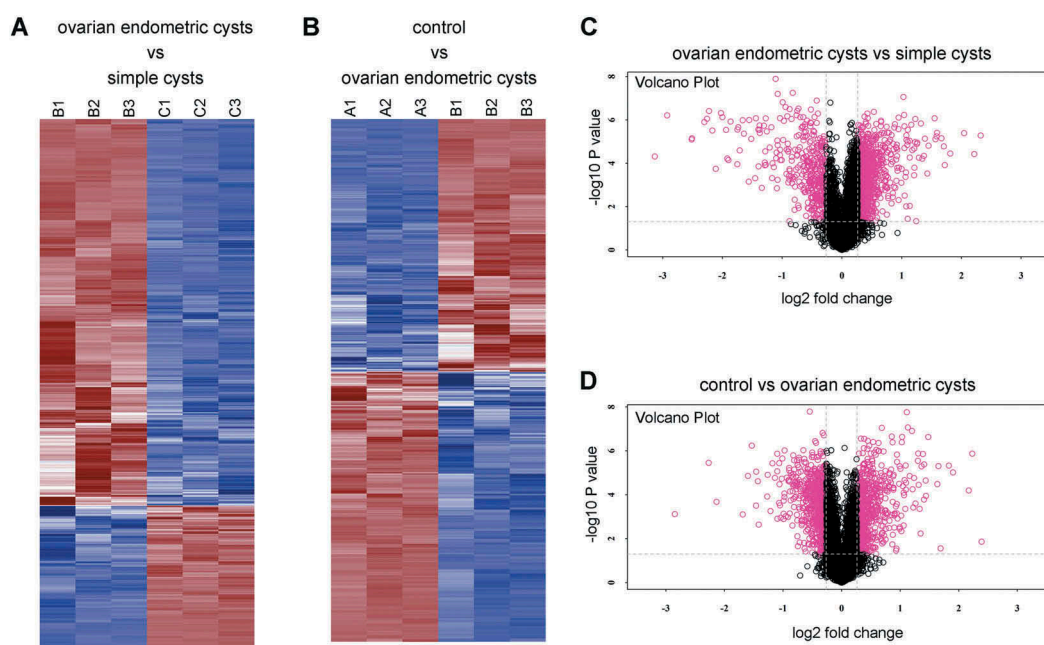 A
ovarian endometric cysts
vs
simple cysts
B1 B2 B3 C1 C2 C3
B
control
vs
ovarian endometric cysts
A1 A2 A3 B1 B2 B3
C
ovarian endometric cysts vs simple cysts
Volcano Plot
-log10 P value
8
6
4
2
0
-3 -2 -1 0 1 2 3
log2 fold change
D
control vs ovarian endometric cysts
Volcano Plot
-log10 P value
8
6
4
2
0
-3 -2 -1 0 1 2 3
log2 fold change